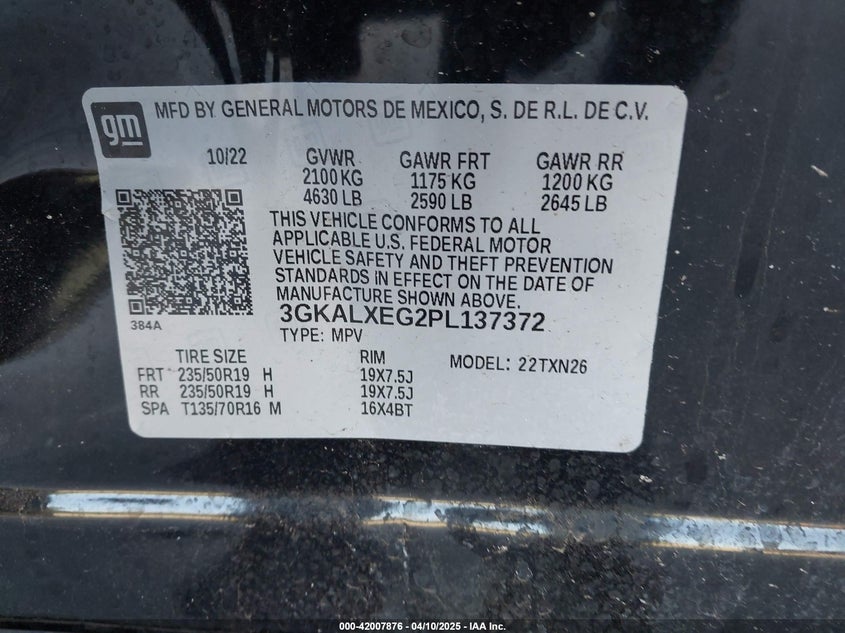 gm
MFD BY GENERAL MOTORS DE MEXICO, S. DE R.L. DE C.V.
10/22 GVWR GAWR FRT GAWR RR
2100 KG 1175 KG 1200 KG
4630 LB 2590 LB 2645 LB
THIS VEHICLE CONFORMS TO ALL
APPLICABLE U.S. FEDERAL MOTOR
VEHICLE SAFETY AND THEFT PREVENTION
STANDARDS IN EFFECT ON THE DATE OF
MANUFACTURE SHOWN ABOVE.
384A
3GKALXEG2PL137372
TYPE: MPV
TIRE SIZE RIM MODEL: 22TXN26
FRT 235/50R19 H 19X7.5J
RR 235/50R19 H 19X7.5J
SPA T135/70R16 M 16X4BT
000-42007876 - 04/10/2025 - IAA Inc.